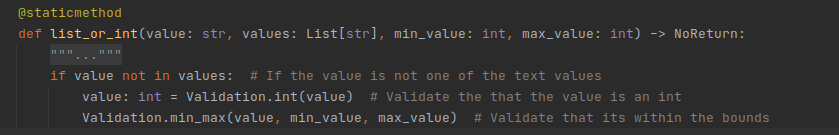 @staticmethod
def list_or_int(value: str, values: List[str], min_value: int, max_value: int) -> NoReturn:
"""..."""
if value not in values:  # If the value is not one of the text values
value: int = Validation.int(value)  # Validate the that the value is an int
Validation.min_max(value, min_value, max_value)  # Validate that its within the bounds